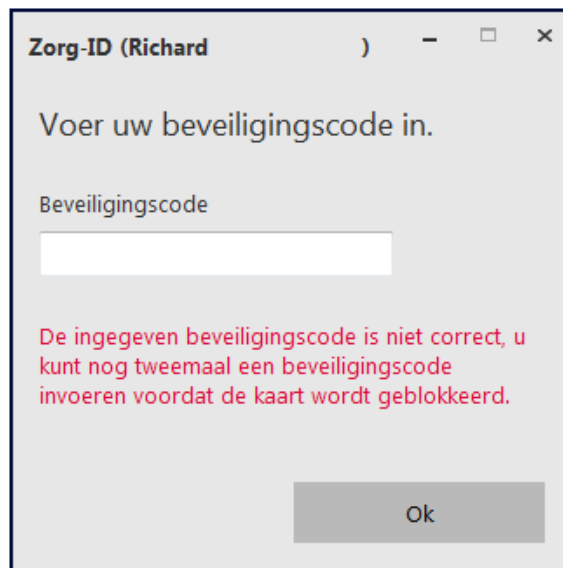 Zorg-ID (Richard )
Voer uw beveiligingscode in.
Beveiligingscode
De ingegeven beveiligingscode is niet correct, u
kunt nog tweemaal een beveiligingscode
invoeren voordat de kaart wordt geblokkeerd.
Ok